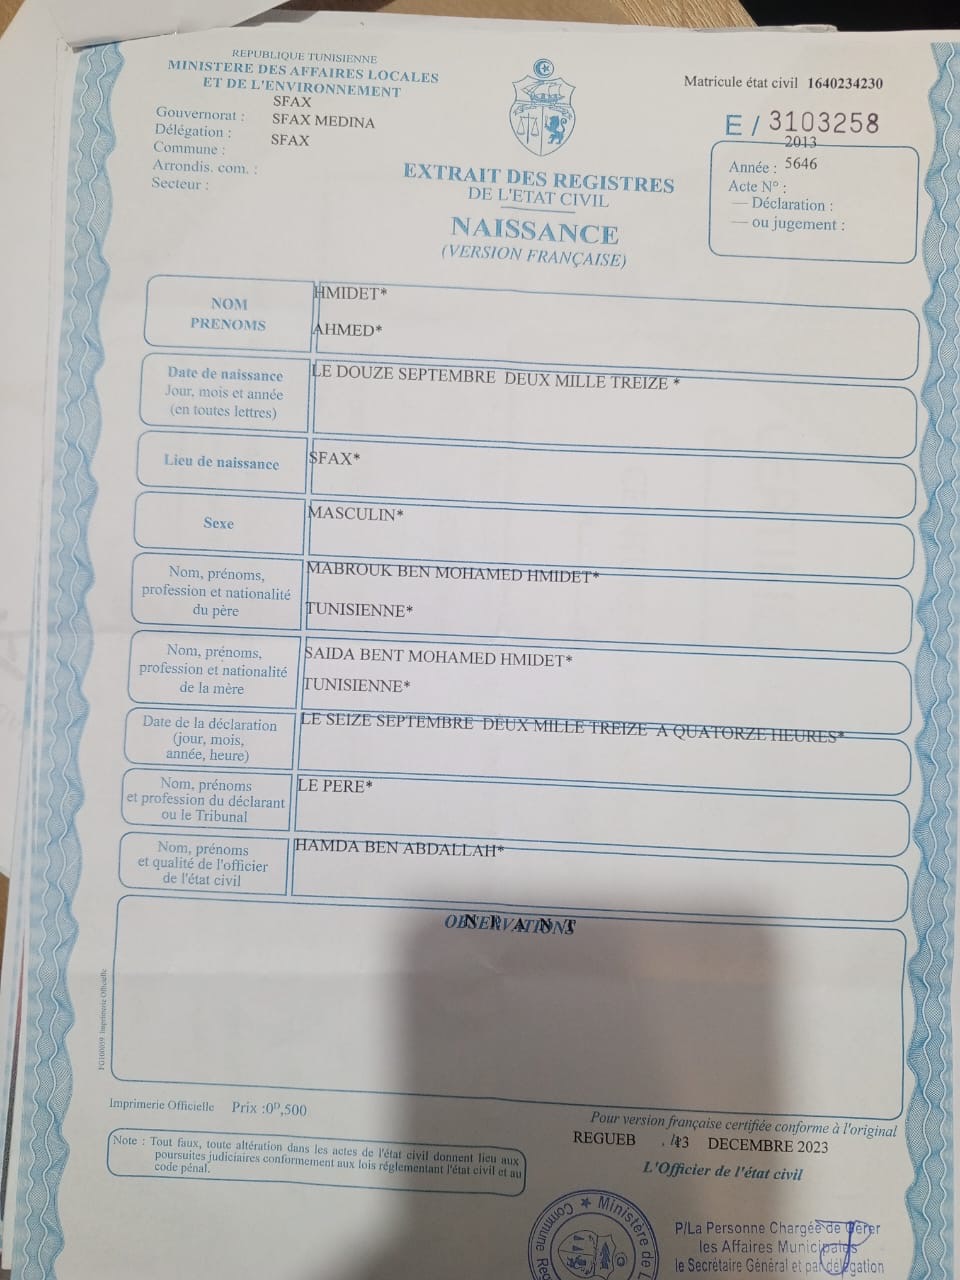 REPUBLIQUE TUNISIENNE
MINISTERE DES AFFAIRES LOCALES
ET DE L'ENVIRONNEMENT
Gouvernorat : SFAX
Délégation : SFAX MEDINA
Commune : SFAX
Arrondis. com. :
Secteur :
EXTRAIT DES REGISTRES
DE L'ETAT CIVIL
NAISSANCE
(VERSION FRANÇAISE)
Matricule état civil 1640234230
E / 3103258
2013
Année : 5646
Acte N° :
— Déclaration :
— ou jugement :
NOM HMIDET*
PRENOMS AHMED*
Date de naissance LE DOUZE SEPTEMBRE DEUX MILLE TREIZE *
Jour, mois et année
(en toutes lettres)
Lieu de naissance SFAX*
Sexe MASCULIN*
Nom, prénoms, MABROUK BEN MOHAMED HMIDET*
profession et nationalité
du père TUNISIENNE*
Nom, prénoms, SAIDA BENT MOHAMED HMIDET*
profession et nationalité
de la mère TUNISIENNE*
Date de la déclaration LE SEIZE SEPTEMBRE DEUX MILLE TREIZE A QUATORZE HEURES*
(jour, mois,
année, heure)
Nom, prénoms LE PERE*
et profession du déclarant
ou le Tribunal
Nom, prénoms HAMDA BEN ABDALLAH*
et qualité de l'officier
de l'état civil
OBSERVATIONS
N E A N T
FG100059 Imprimerie Officielle
Imprimerie Officielle Prix :0ᴰ,500
Note : Tout faux, toute altération dans les actes de l'état civil donnent lieu aux
poursuites judiciaires conformement aux lois réglementant l'état civil et au
code pénal.
Pour version française certifiée conforme à l'original
REGUEB , 13 DECEMBRE 2023
L'Officier de l'état civil
P/La Personne Chargée de Gérer
les Affaires Municipales
le Secrétaire Général et par délégation
Ministère de
Commune